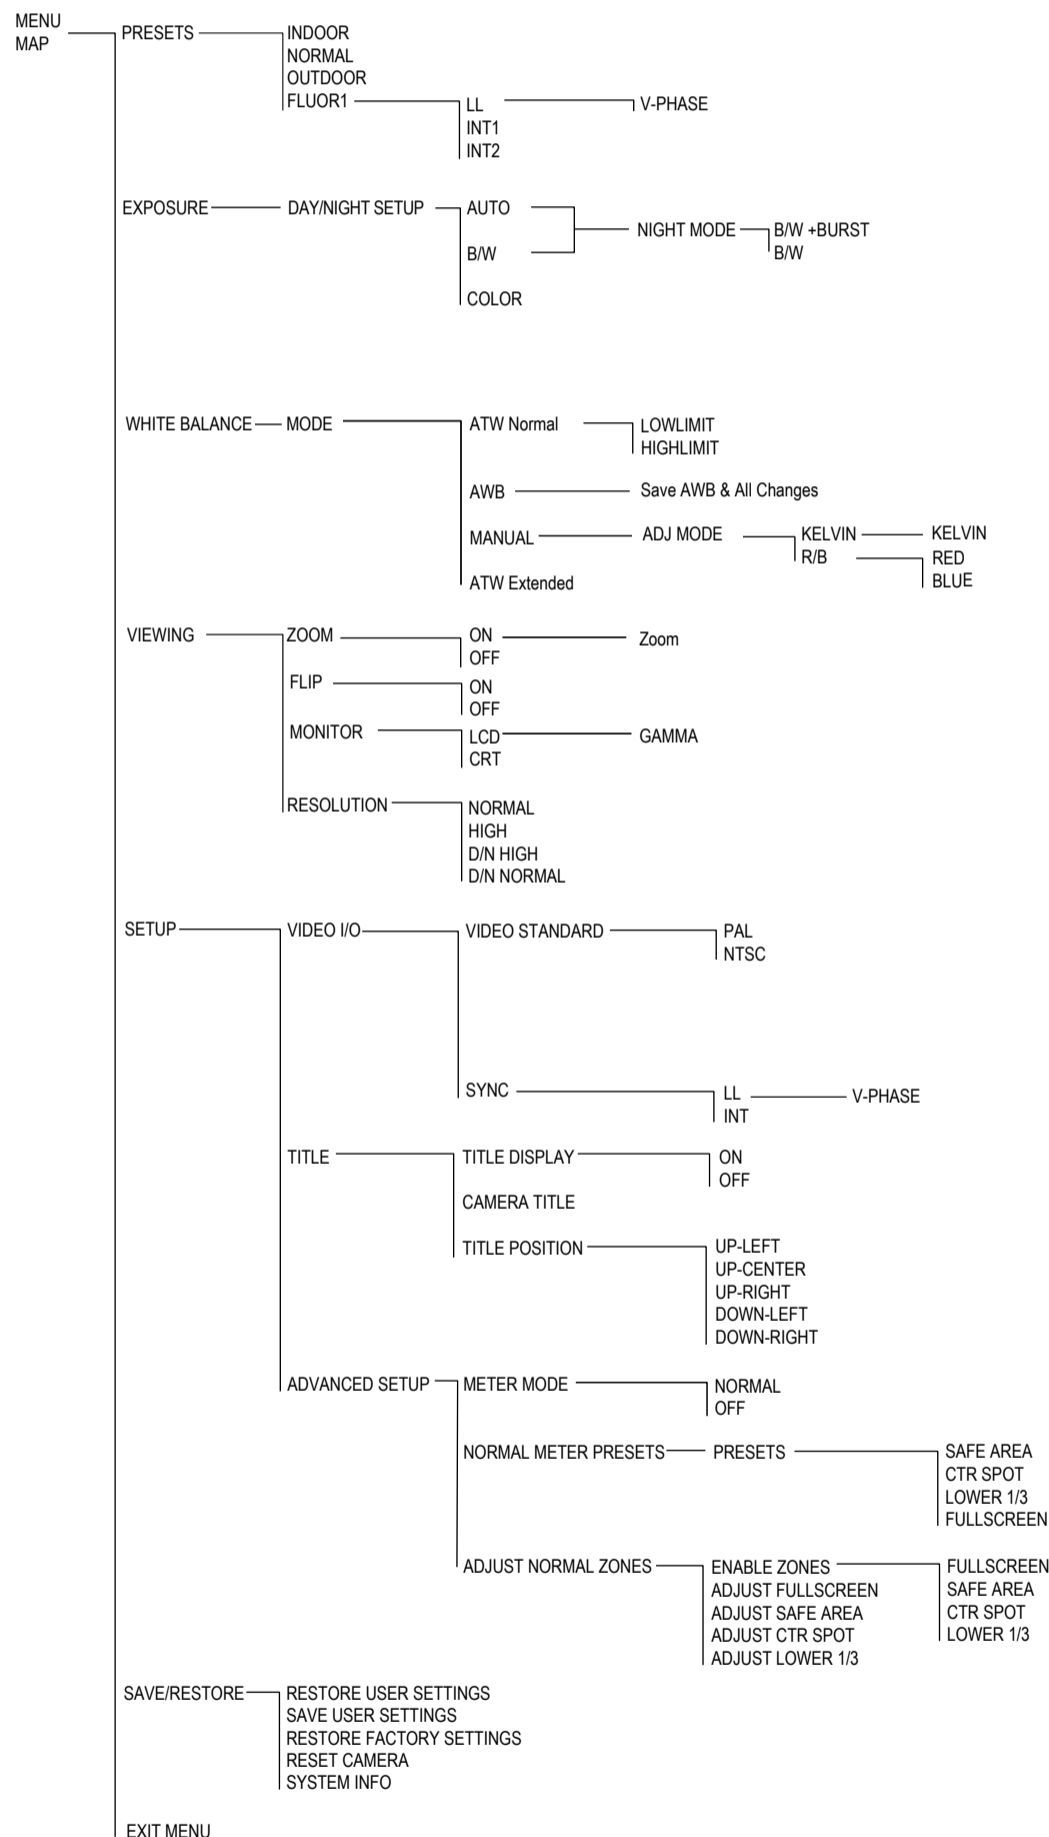 MENU
MAP
PRESETS
INDOOR
NORMAL
OUTDOOR
FLUOR1
LL
INT1
INT2
V-PHASE
EXPOSURE
DAY/NIGHT SETUP
AUTO
B/W
COLOR
NIGHT MODE
B/W +BURST
B/W
WHITE BALANCE
MODE
ATW Normal
LOWLIMIT
HIGHLIMIT
AWB
Save AWB & All Changes
MANUAL
ADJ MODE
KELVIN
KELVIN
R/B
RED
BLUE
ATW Extended
VIEWING
ZOOM
ON
OFF
Zoom
FLIP
ON
OFF
MONITOR
LCD
CRT
GAMMA
RESOLUTION
NORMAL
HIGH
D/N HIGH
D/N NORMAL
SETUP
VIDEO I/O
VIDEO STANDARD
PAL
NTSC
SYNC
LL
INT
V-PHASE
TITLE
TITLE DISPLAY
ON
OFF
CAMERA TITLE
TITLE POSITION
UP-LEFT
UP-CENTER
UP-RIGHT
DOWN-LEFT
DOWN-RIGHT
ADVANCED SETUP
METER MODE
NORMAL
OFF
NORMAL METER PRESETS
PRESETS
SAFE AREA
CTR SPOT
LOWER 1/3
FULLSCREEN
ADJUST NORMAL ZONES
ENABLE ZONES
ADJUST FULLSCREEN
ADJUST SAFE AREA
ADJUST CTR SPOT
ADJUST LOWER 1/3
FULLSCREEN
SAFE AREA
CTR SPOT
LOWER 1/3
SAVE/RESTORE
RESTORE USER SETTINGS
SAVE USER SETTINGS
RESTORE FACTORY SETTINGS
RESET CAMERA
SYSTEM INFO
EXIT MENU